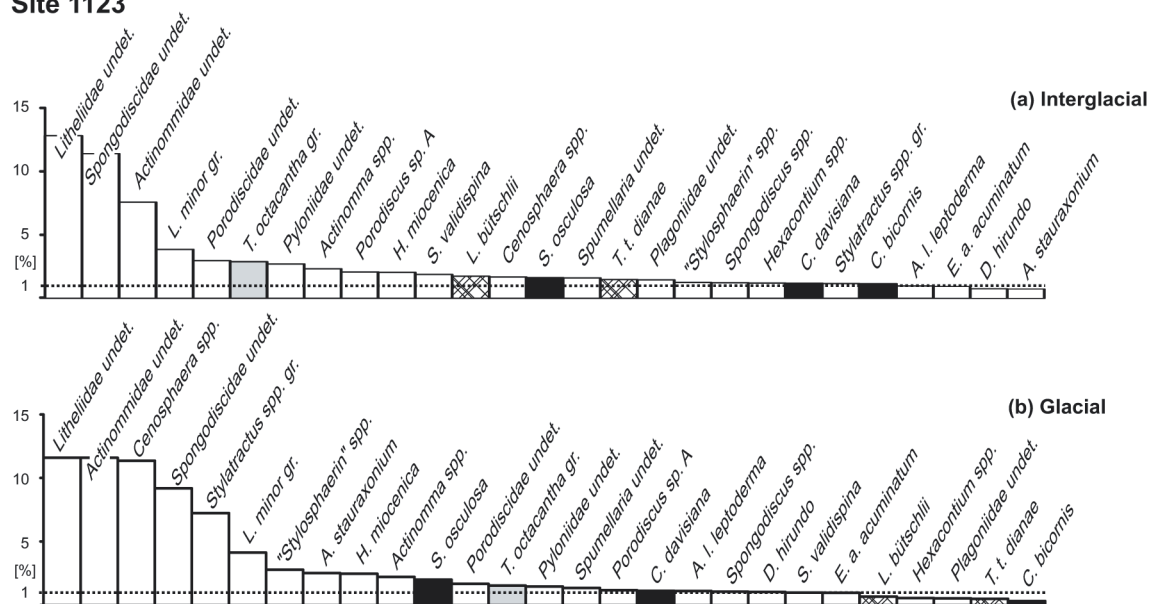 Site 1123
(a) Interglacial
15
10
5
[%]
1
Litheliidae undet.
Spongodiscidae undet.
Actinommidae undet.
L. minor gr.
Porodiscidae undet.
T. octacantha gr.
Pyloniidae undet.
Actinomma spp.
Porodiscus sp. A
H. miocenica
S. validispina
L. bütschlii
Cenosphaera spp.
S. osculosa
Spumellaria undet.
T. t. dianae
Plagoniidae undet.
"Stylosphaerin" spp.
Spongodiscus spp.
Hexacontium spp.
C. davisiana
Stylatractus spp. gr.
C. bicornis
A. l. leptoderma
E. a. acuminatum
D. hirundo
A. stauraxonium
(b) Glacial
15
10
5
[%]
1
Litheliidae undet.
Actinommidae undet.
Cenosphaera spp.
Spongodiscidae undet.
Stylatractus spp. gr.
L. minor gr.
"Stylosphaerin" spp.
A. stauraxonium
H. miocenica
Actinomma spp.
S. osculosa
Porodiscidae undet.
T. octacantha gr.
Pyloniidae undet.
Spumellaria undet.
Porodiscus sp. A
C. davisiana
A. l. leptoderma
Spongodiscus spp.
D. hirundo
S. validispina
E. a. acuminatum
L. bütschlii
Hexacontium spp.
Plagoniidae undet.
T. t. dianae
C. bicornis